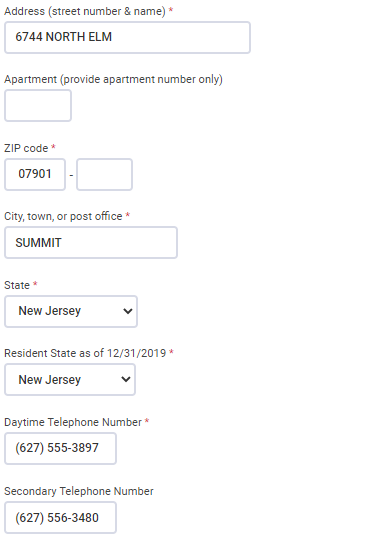 Address (street number & name) *
6744 NORTH ELM
Apartment (provide apartment number only)
ZIP code *
07901 -
City, town, or post office *
SUMMIT
State *
New Jersey
Resident State as of 12/31/2019 *
New Jersey
Daytime Telephone Number *
(627) 555-3897
Secondary Telephone Number
(627) 556-3480